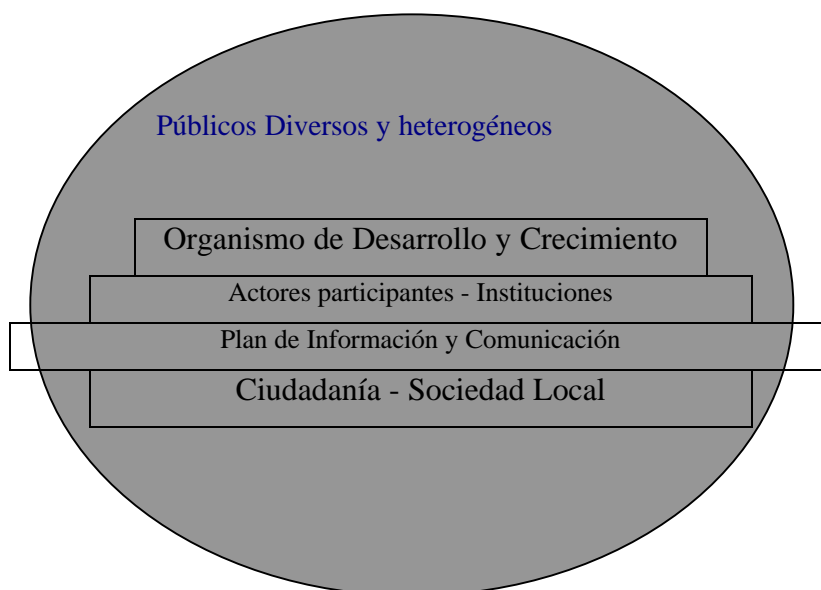 Públicos Diversos y heterogéneos
Organismo de Desarrollo y Crecimiento
Actores participantes - Instituciones
Plan de Información y Comunicación
Ciudadanía - Sociedad Local